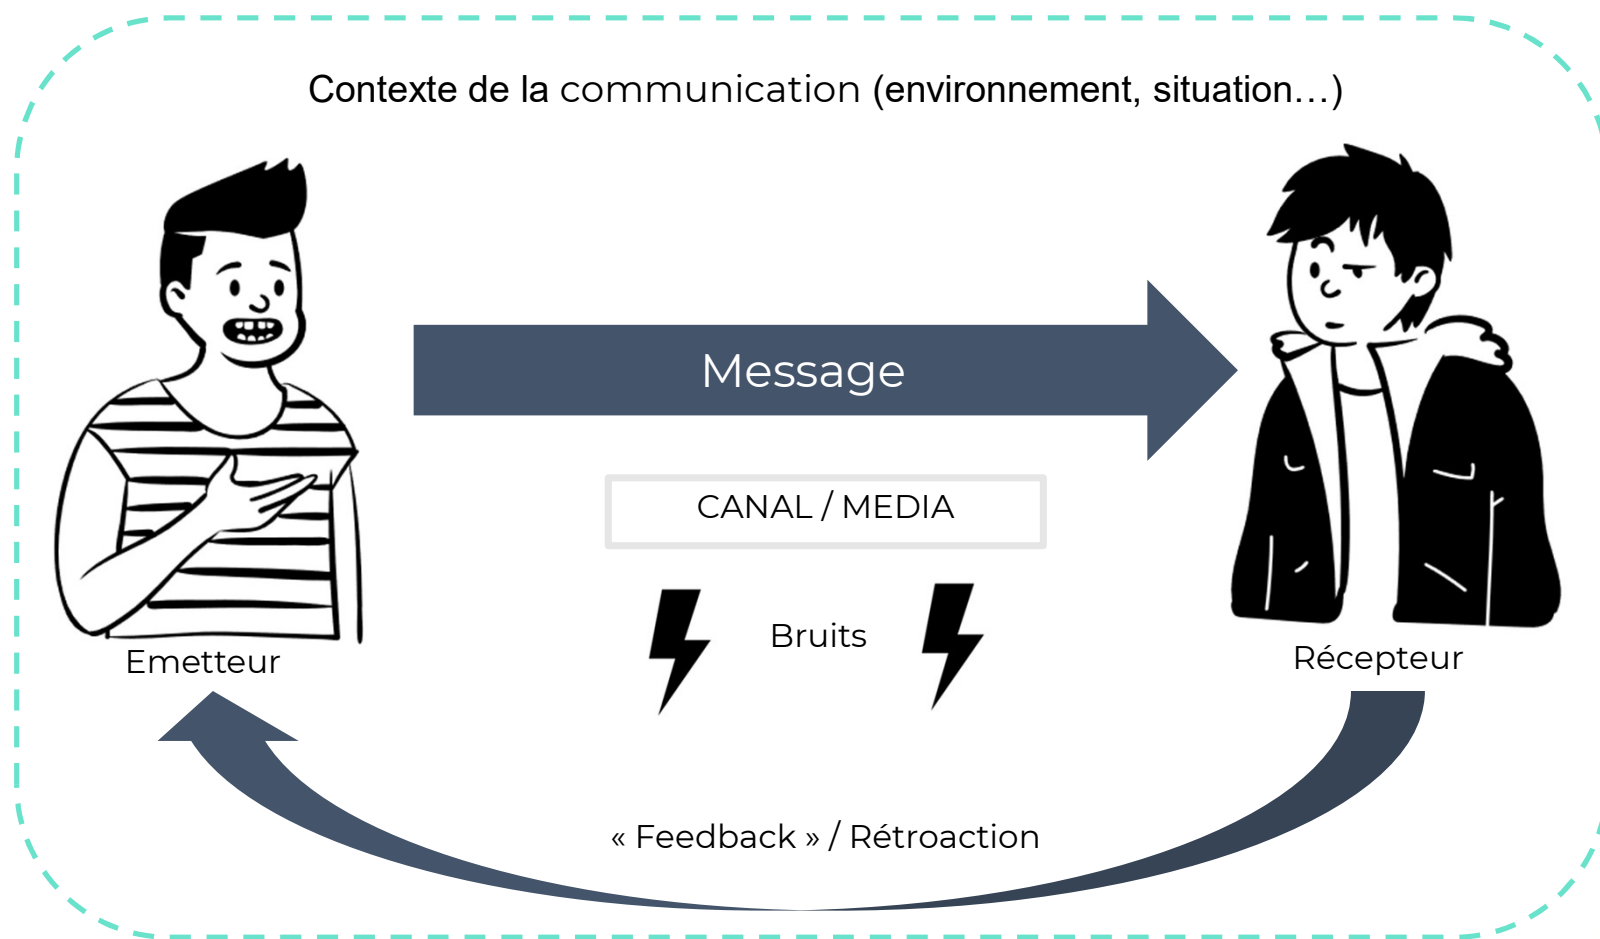 Contexte de la communication (environnement, situation…)
Message
CANAL / MEDIA
Bruits
Emetteur
Récepteur
« Feedback » / Rétroaction